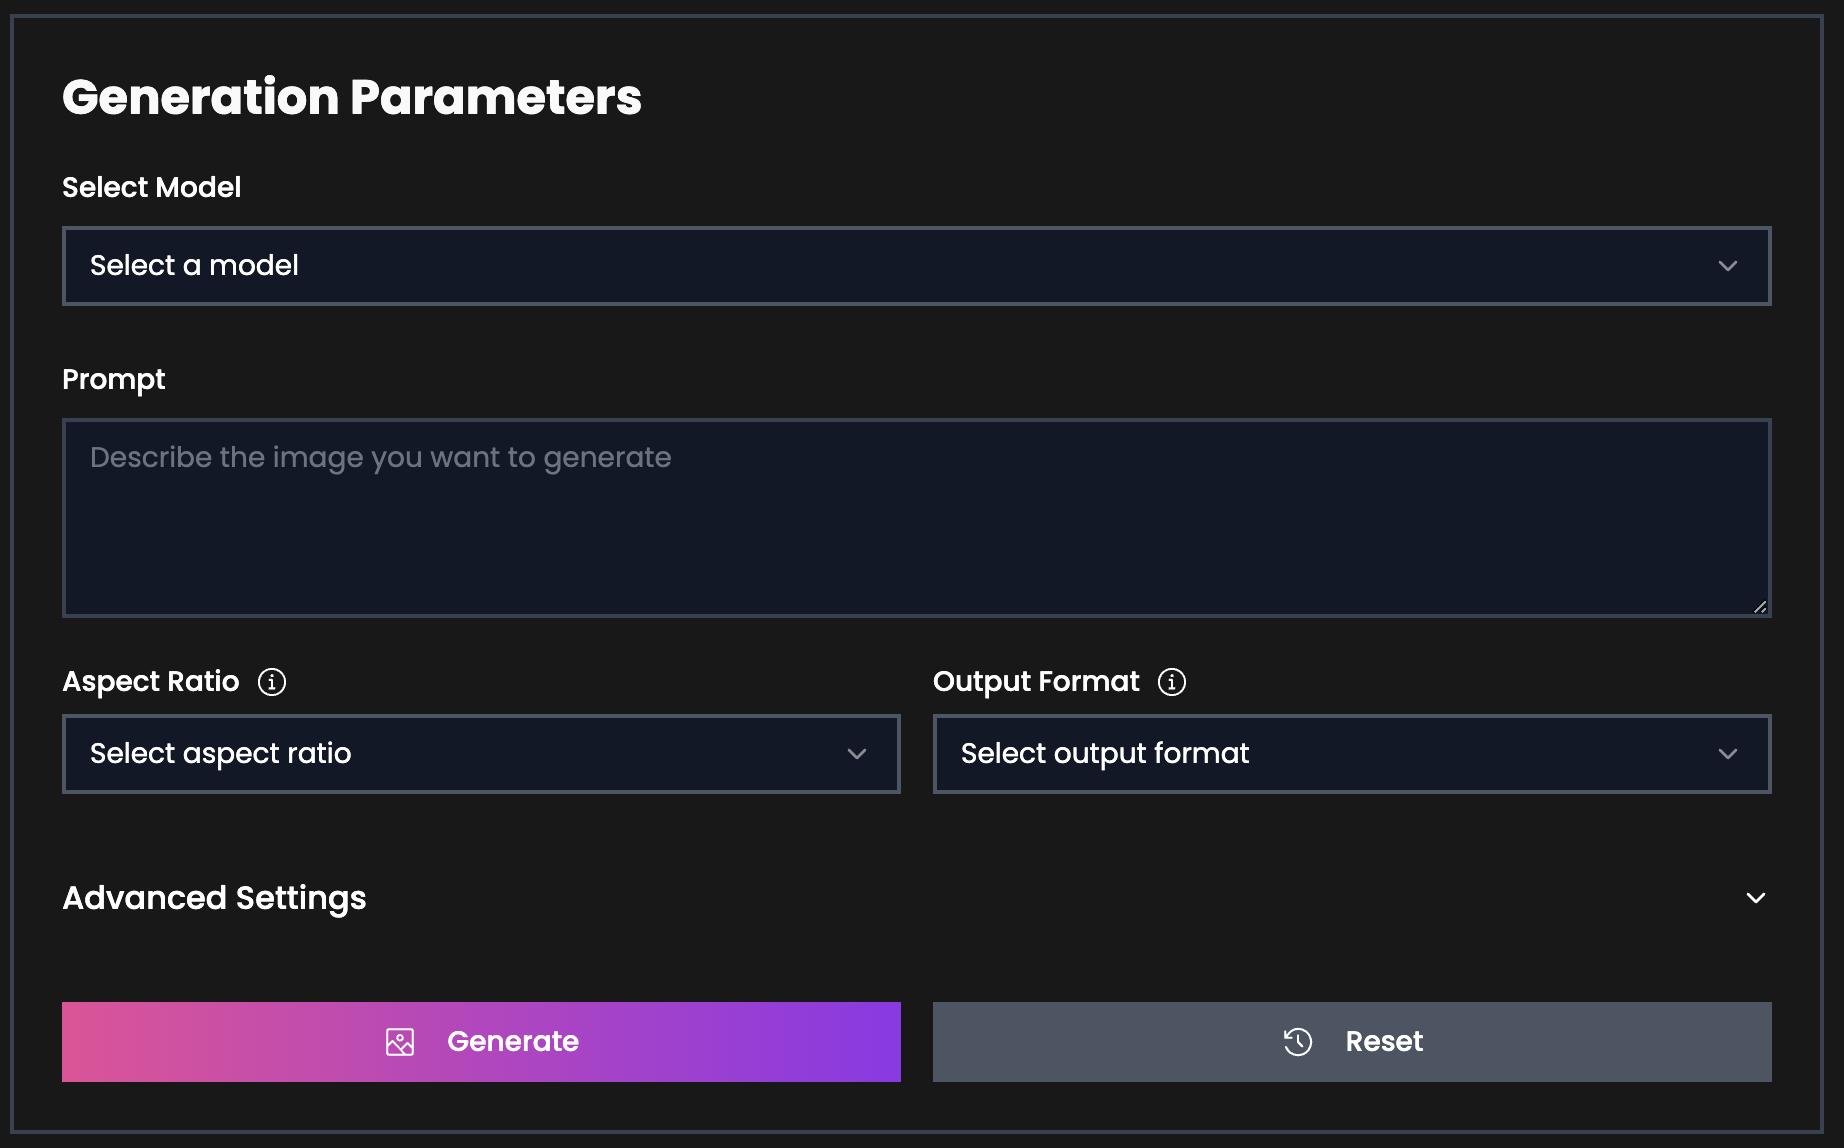 Generation Parameters
Select Model
Select a model
Prompt
Describe the image you want to generate
Aspect Ratio
Output Format
Select aspect ratio
Select output format
Advanced Settings
Generate
Reset